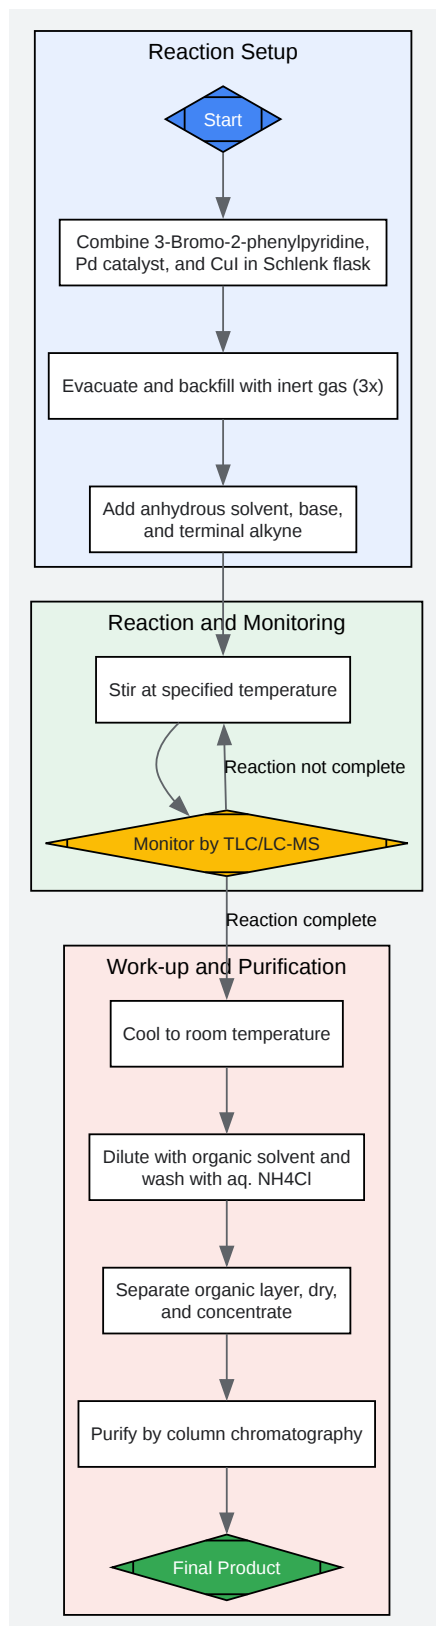 Reaction Setup
Start
Combine 3-Bromo-2-phenylpyridine,
Pd catalyst, and CuI in Schlenk flask
Evacuate and backfill with inert gas (3x)
Add anhydrous solvent, base,
and terminal alkyne
Reaction and Monitoring
Stir at specified temperature
Reaction not complete
Monitor by TLC/LC-MS
Reaction complete
Work-up and Purification
Cool to room temperature
Dilute with organic solvent and
wash with aq. NH4Cl
Separate organic layer, dry,
and concentrate
Purify by column chromatography
Final Product